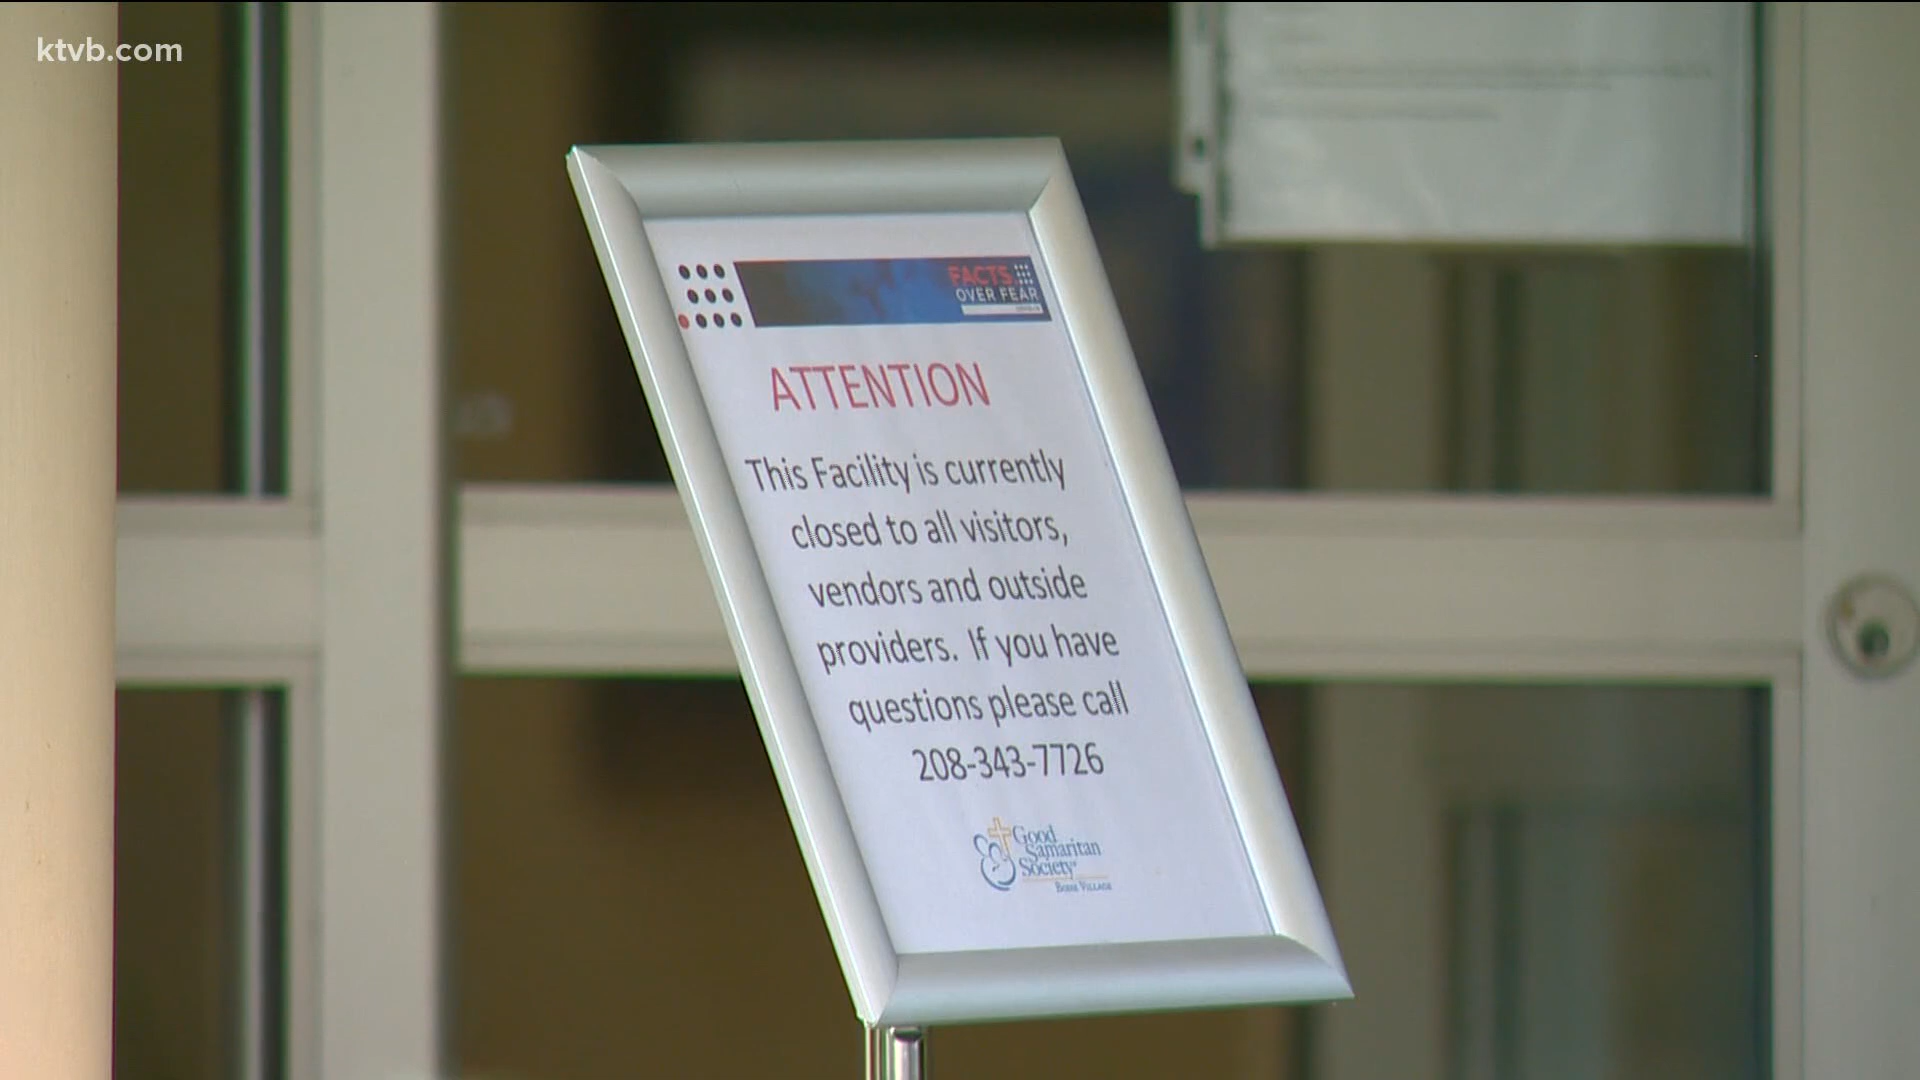 ktvb.com
FACTS
OVER FEAR
ATTENTION
This Facility is currently
closed to all visitors,
vendors and outside
providers. If you have
questions please call
208-343-7726
Good
Samaritan
Society
BOISE VILLAGE